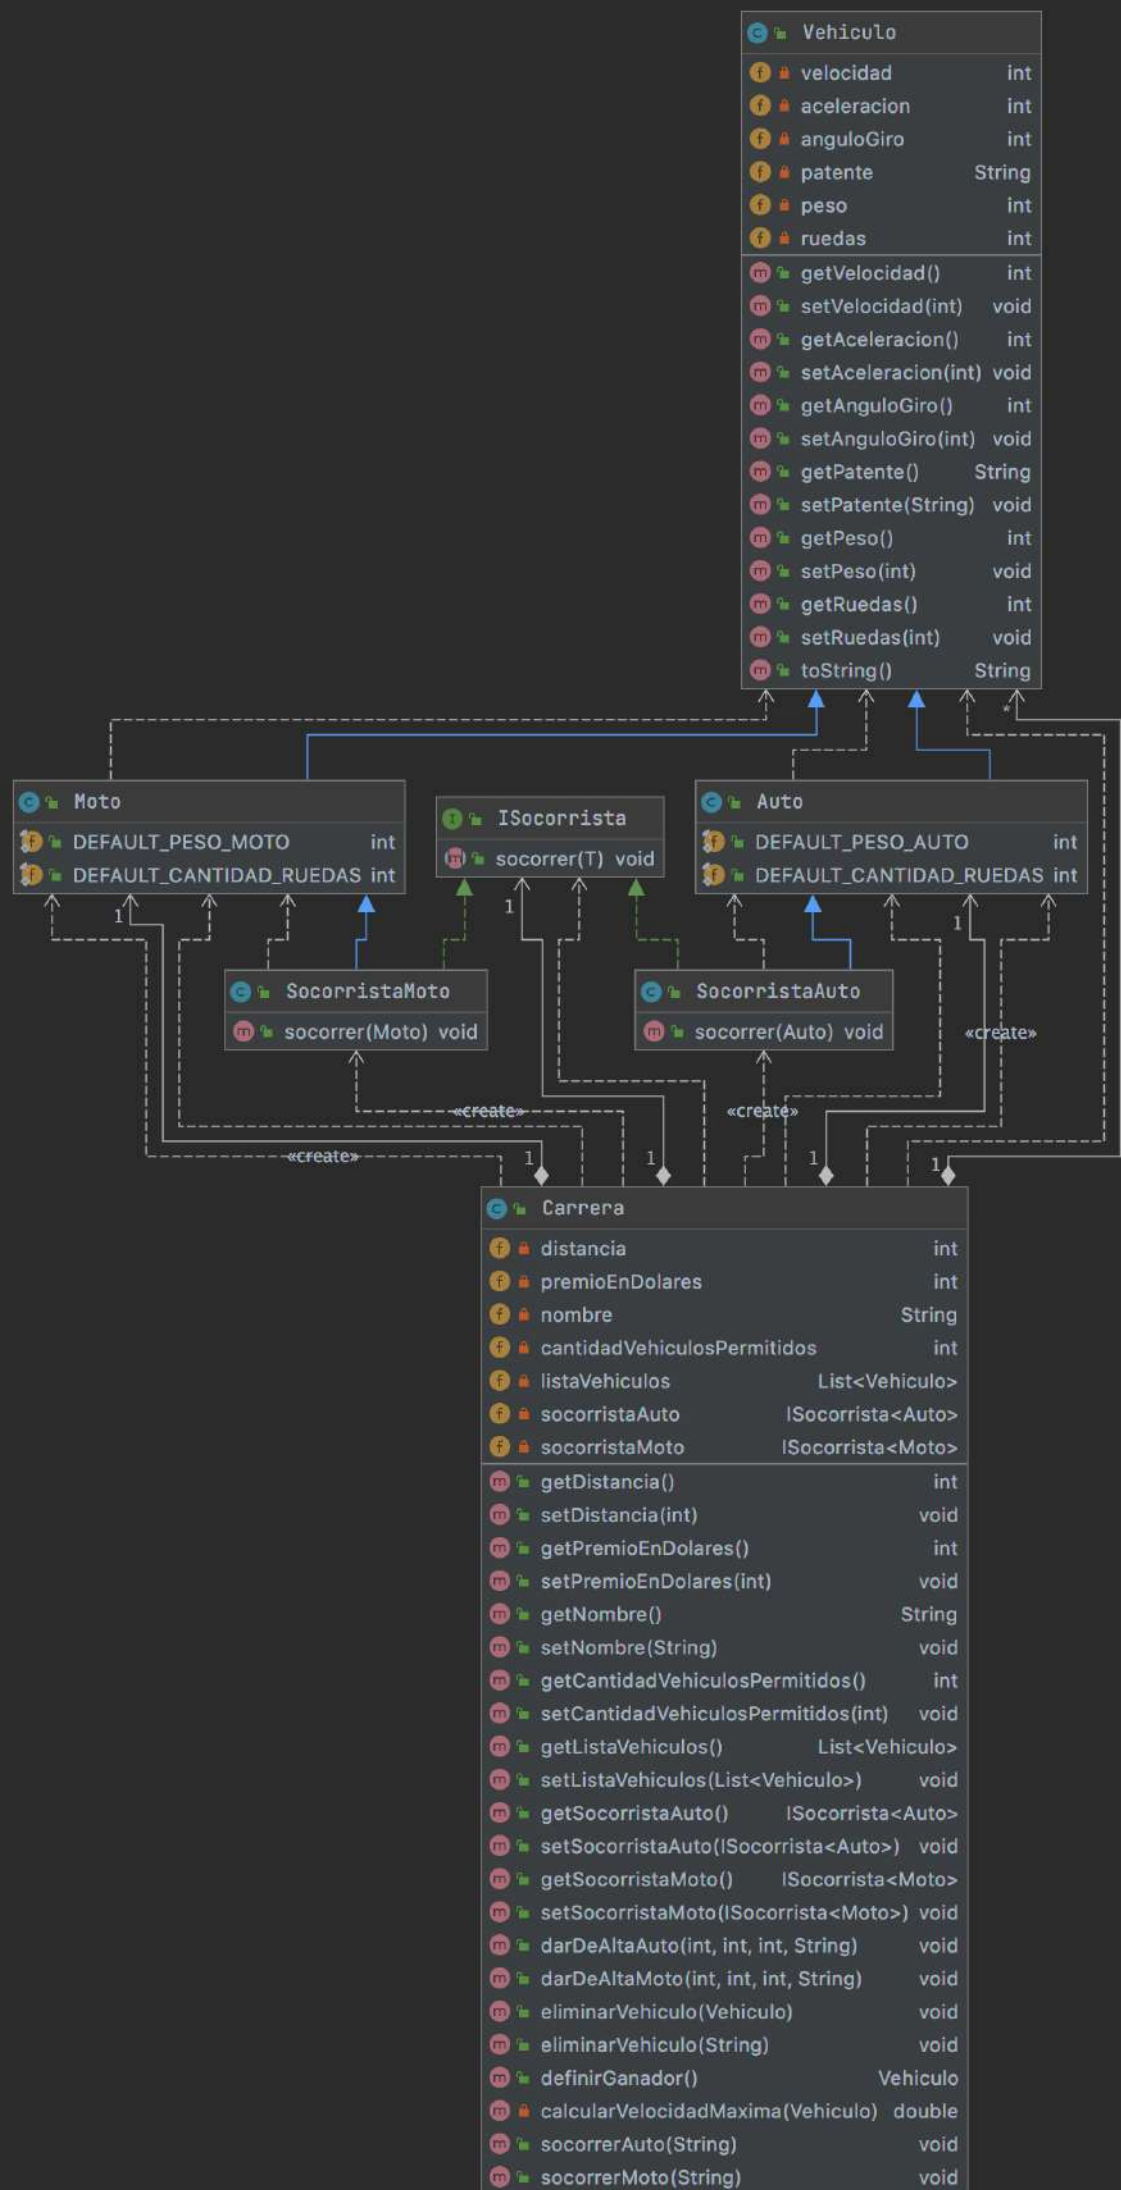 Vehiculo
velocidad int
aceleracion int
anguloGiro int
patente String
peso int
ruedas int
getVelocidad() int
setVelocidad(int) void
getAceleracion() int
setAceleracion(int) void
getAnguloGiro() int
setAnguloGiro(int) void
getPatente() String
setPatente(String) void
getPeso() int
setPeso(int) void
getRuedas() int
setRuedas(int) void
toString() String
*
Moto
DEFAULT_PESO_MOTO int
DEFAULT_CANTIDAD_RUEDAS int
ISocorrista
socorrer(T) void
Auto
DEFAULT_PESO_AUTO int
DEFAULT_CANTIDAD_RUEDAS int
1
1
1
SocorristaMoto
socorrer(Moto) void
SocorristaAuto
socorrer(Auto) void
«create»
«create»
«create»
«create»
1
1
1
1
Carrera
distancia int
premioEnDolares int
nombre String
cantidadVehiculosPermitidos int
listaVehiculos List<Vehiculo>
socorristaAuto ISocorrista<Auto>
socorristaMoto ISocorrista<Moto>
getDistancia() int
setDistancia(int) void
getPremioEnDolares() int
setPremioEnDolares(int) void
getNombre() String
setNombre(String) void
getCantidadVehiculosPermitidos() int
setCantidadVehiculosPermitidos(int) void
getListaVehiculos() List<Vehiculo>
setListaVehiculos(List<Vehiculo>) void
getSocorristaAuto() ISocorrista<Auto>
setSocorristaAuto(ISocorrista<Auto>) void
getSocorristaMoto() ISocorrista<Moto>
setSocorristaMoto(ISocorrista<Moto>) void
darDeAltaAuto(int, int, int, String) void
darDeAltaMoto(int, int, int, String) void
eliminarVehiculo(Vehiculo) void
eliminarVehiculo(String) void
definirGanador() Vehiculo
calcularVelocidadMaxima(Vehiculo) double
socorrerAuto(String) void
socorrerMoto(String) void